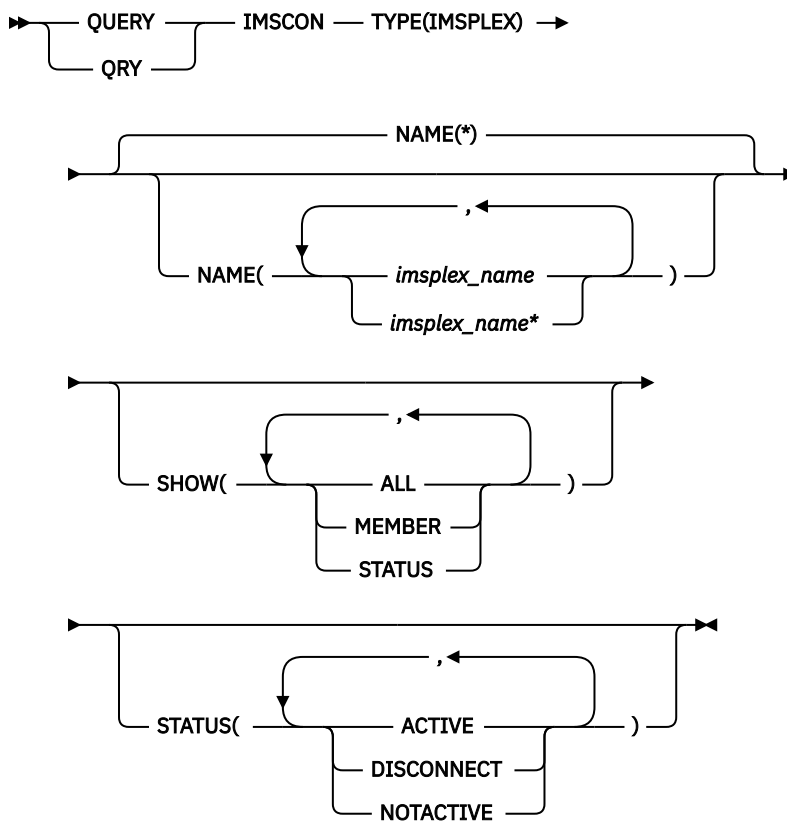 QUERY IMSCON TYPE(IMSPLEX)
QRY
NAME(*)
,
NAME( imsplex_name )
imsplex_name*
,
SHOW( ALL )
MEMBER
STATUS
,
STATUS( ACTIVE )
DISCONNECT
NOTACTIVE